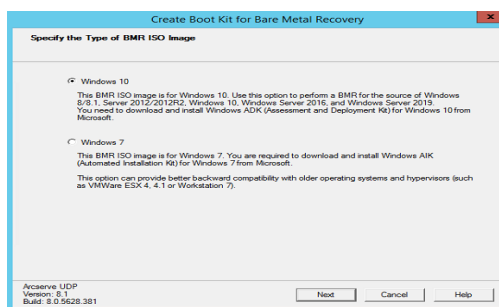 Create Boot Kit for Bare Metal Recovery
x
Specify the Type of BMR ISO Image
Windows 10
This BMR ISO image is for Windows 10. Use this option to perform a BMR for the source of Windows
8/8.1, Server 2012/2012R2, Windows 10, Windows Server 2016, and Windows Server 2019.
You need to download and install Windows ADK (Assessment and Deployment Kit) for Windows 10 from
Microsoft.
Windows 7
This BMR ISO image is for Windows 7. You are required to download and install Windows AIK
(Automated Installation Kit) for Windows 7 from Microsoft.
This option can provide better backward compatibility with older operating systems and hypervisors (such
as VMWare ESX 4, 4.1 or Workstation 7).
Arcserve UDP
Version: 8.1
Build: 8.0.5628.381
Next
Cancel
Help